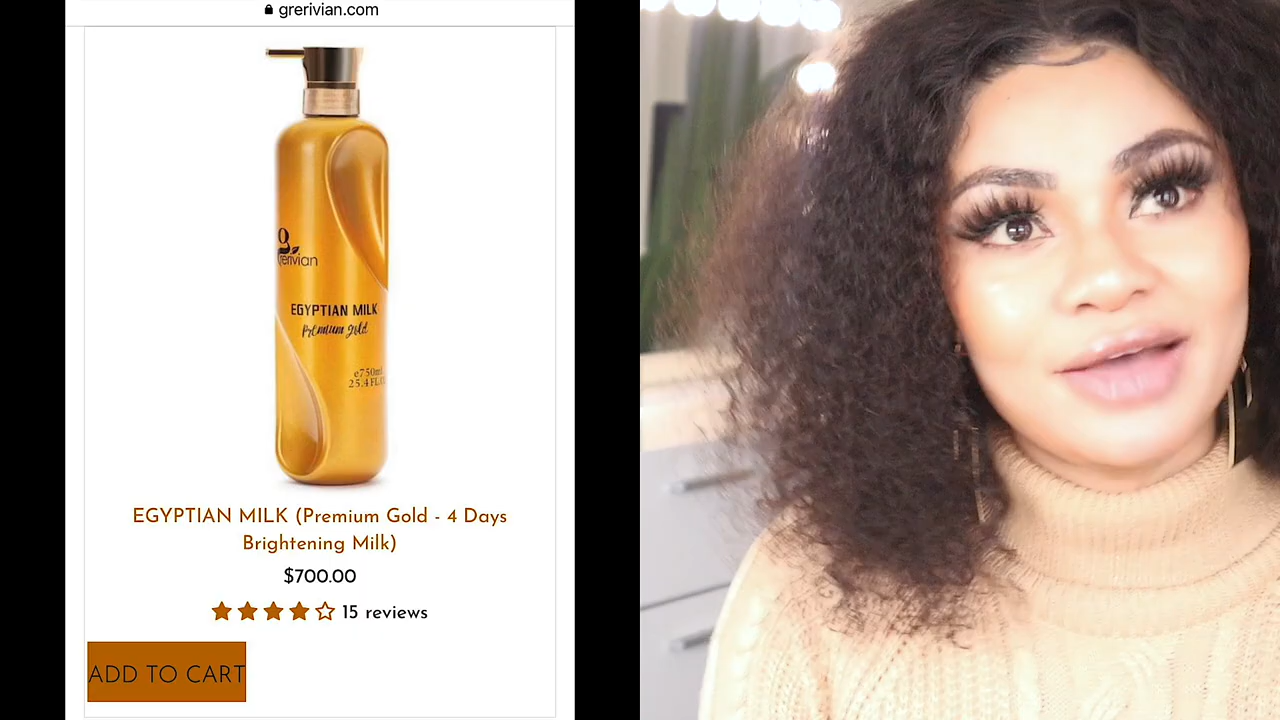 grerivian.com
grerivian
EGYPTIAN MILK
Premium gold
e750ml
25.4 FL.
EGYPTIAN MILK (Premium Gold - 4 Days
Brightening Milk)
$700.00
15 reviews
ADD TO CART